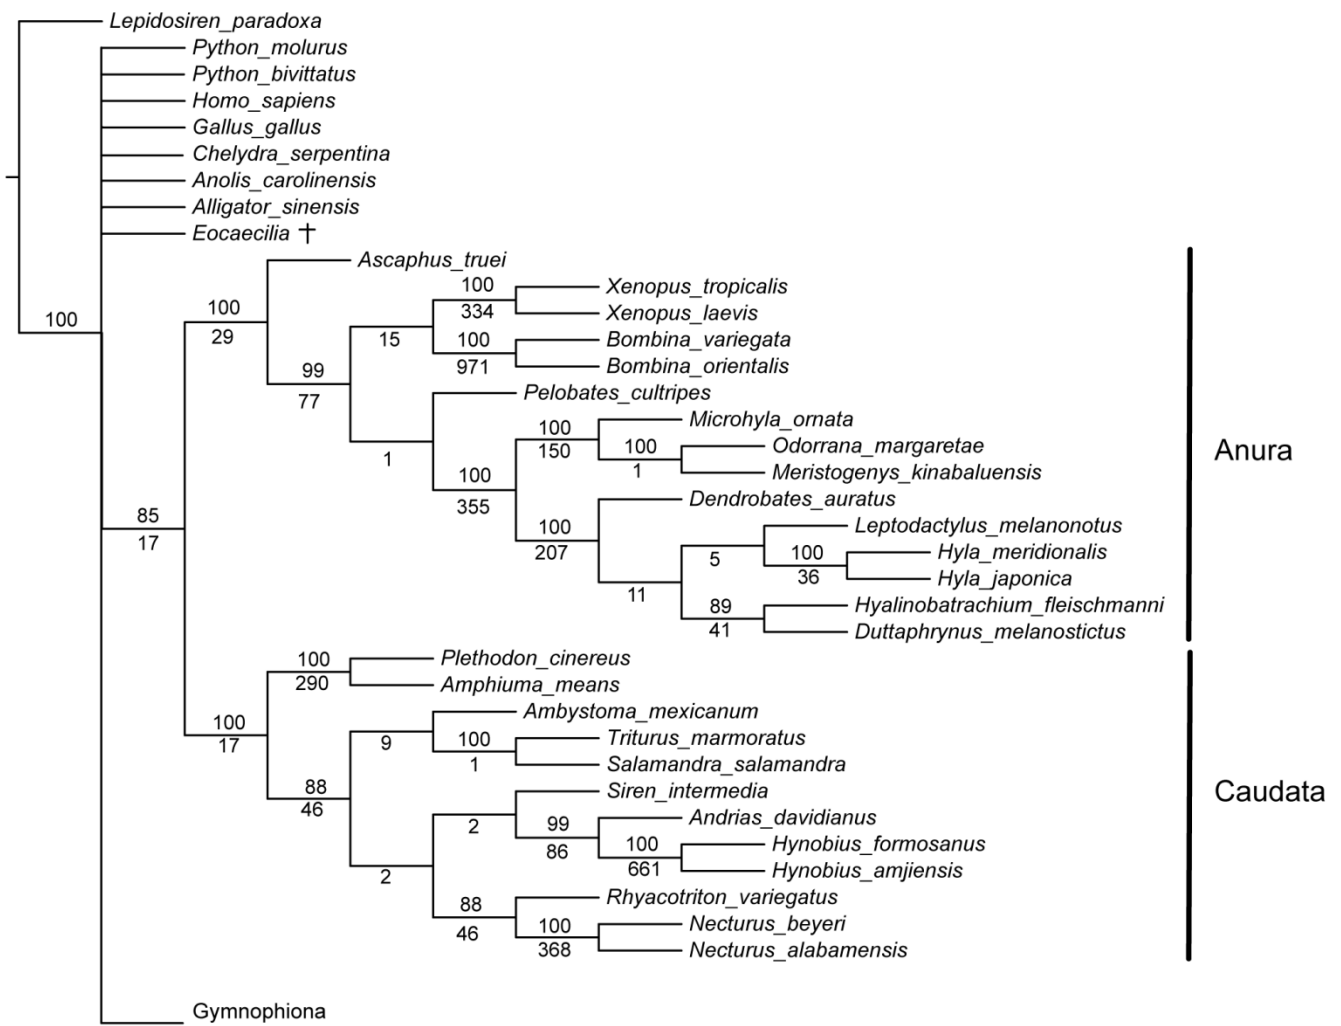 Lepidosiren_paradoxa
Python_molurus
Python_bivittatus
Homo_sapiens
Gallus_gallus
Chelydra_serpentina
Anolis_carolinensis
Alligator_sinensis
Eocaecilia †
Ascaphus_truei
100
Xenopus_tropicalis
334
Xenopus_laevis
100
29
15
100
Bombina_variegata
971
Bombina_orientalis
100
99
77
Pelobates_cultripes
Microhyla_ornata
100
150
100
Odorrana_margaretae
1
Meristogenys_kinabaluensis
Anura
1
100
355
Dendrobates_auratus
100
207
Leptodactylus_melanonotus
5
100
Hyla_meridionalis
36
Hyla_japonica
85
17
11
89
Hyalinobatrachium_fleischmanni
41
Duttaphrynus_melanostictus
100
Plethodon_cinereus
290
Amphiuma_means
Ambystoma_mexicanum
100
17
9
100
Triturus_marmoratus
1
Salamandra_salamandra
88
46
Siren_intermedia
Caudata
2
99
Andrias_davidianus
86
100
Hynobius_formosanus
661
Hynobius_amjiensis
2
88
Rhyacotriton_variegatus
46
100
Necturus_beyeri
368
Necturus_alabamensis
Gymnophiona